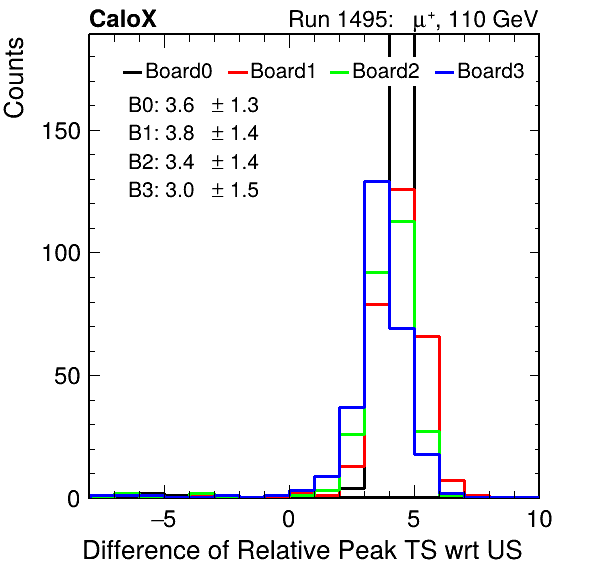 CaloX Run 1495: μ⁺, 110 GeV
Counts
Board0 Board1 Board2 Board3
B0: 3.6 ± 1.3
B1: 3.8 ± 1.4
B2: 3.4 ± 1.4
B3: 3.0 ± 1.5
150
100
50
0
−5 0 5 10
Difference of Relative Peak TS wrt US